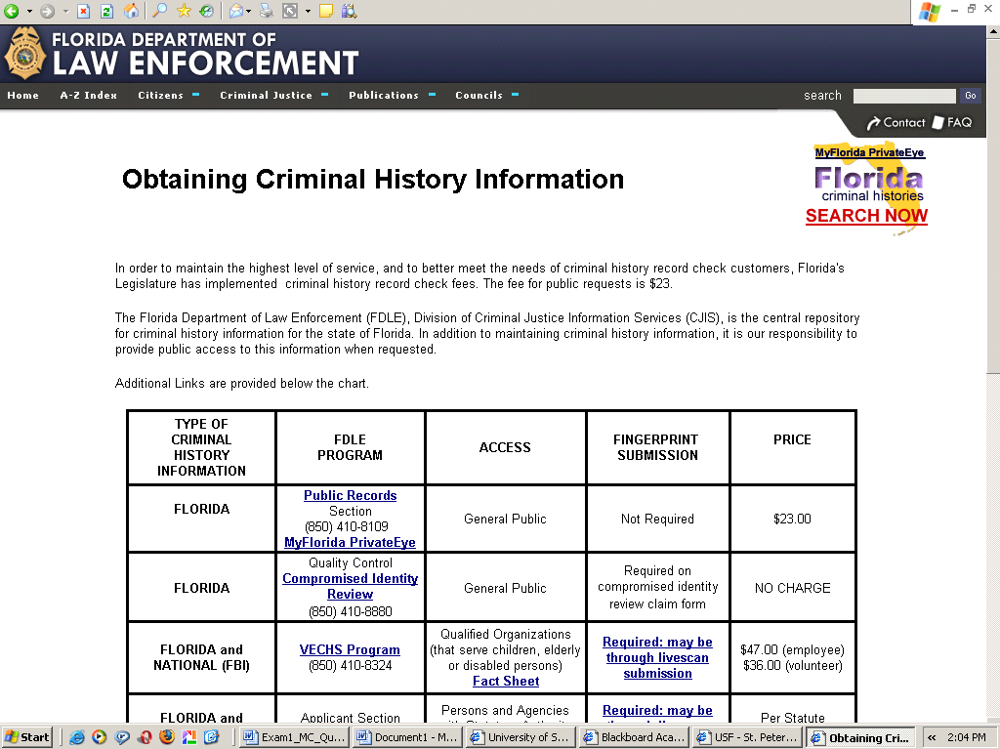 FLORIDA DEPARTMENT OF
LAW ENFORCEMENT
Home A-Z Index Citizens Criminal Justice Publications Councils search Go
Contact FAQ
MyFlorida PrivateEye
Florida
criminal histories
SEARCH NOW
Obtaining Criminal History Information
In order to maintain the highest level of service, and to better meet the needs of criminal history record check customers, Florida's
Legislature has implemented criminal history record check fees. The fee for public requests is $23.
The Florida Department of Law Enforcement (FDLE), Division of Criminal Justice Information Services (CJIS), is the central repository
for criminal history information for the state of Florida. In addition to maintaining criminal history information, it is our responsibility to
provide public access to this information when requested.
Additional Links are provided below the chart.
TYPE OF
CRIMINAL
HISTORY
INFORMATION
FDLE
PROGRAM
ACCESS
FINGERPRINT
SUBMISSION
PRICE
FLORIDA
Public Records
Section
(850) 410-8109
MyFlorida PrivateEye
General Public
Not Required
$23.00
FLORIDA
Quality Control
Compromised Identity
Review
(850) 410-8880
General Public
Required on
compromised identity
review claim form
NO CHARGE
FLORIDA and
NATIONAL (FBI)
VECHS Program
(850) 410-8324
Qualified Organizations
(that serve children, elderly
or disabled persons)
Fact Sheet
Required: may be
through livescan
submission
$47.00 (employee)
$36.00 (volunteer)
FLORIDA and
Applicant Section
Persons and Agencies
Required: may be
Per Statute
Start Exam1_MC_Qu... Document1 - M... University of S... Blackboard Aca... USF - St. Peter... Obtaining Cri... « 2:04 PM